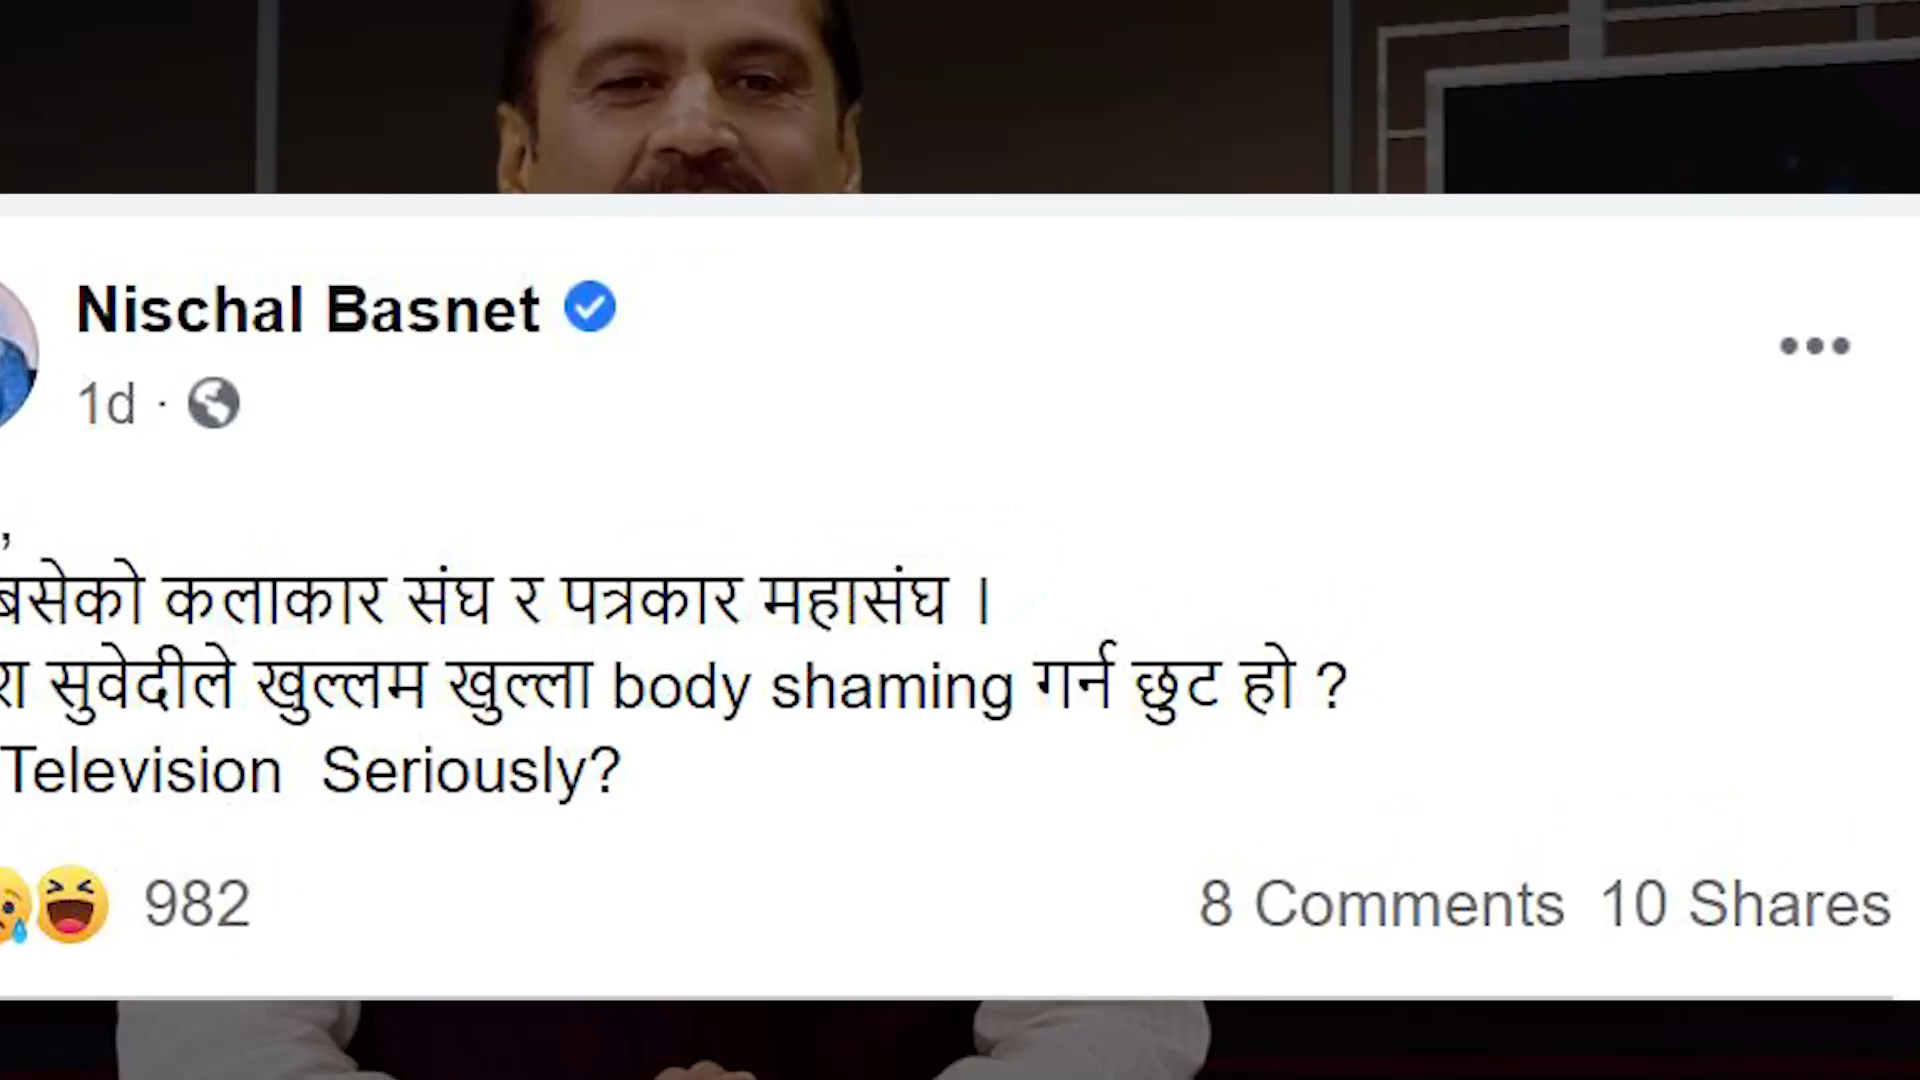 Nischal Basnet
1d ·
,
बसेको कलाकार संघ र पत्रकार महासंघ ।
सुवेदीले खुल्लम खुल्ला body shaming गर्न छुट हो ?
Television Seriously?
982
8 Comments 10 Shares